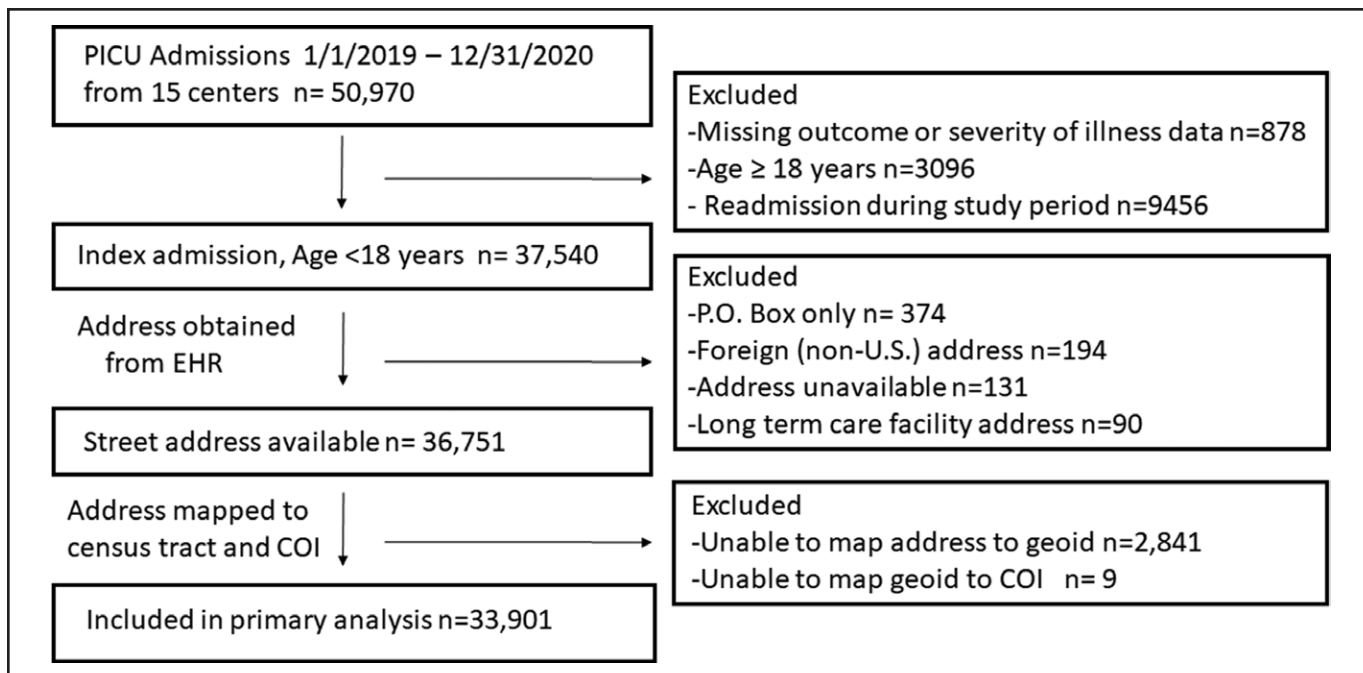 PICU Admissions 1/1/2019 – 12/31/2020
from 15 centers n= 50,970
Excluded
-Missing outcome or severity of illness data n=878
-Age ≥ 18 years n=3096
- Readmission during study period n=9456
Index admission, Age <18 years n= 37,540
Address obtained
from EHR
Excluded
-P.O. Box only n= 374
-Foreign (non-U.S.) address n=194
-Address unavailable n=131
-Long term care facility address n=90
Street address available n= 36,751
Address mapped to
census tract and COI
Excluded
-Unable to map address to geoid n=2,841
-Unable to map geoid to COI n= 9
Included in primary analysis n=33,901